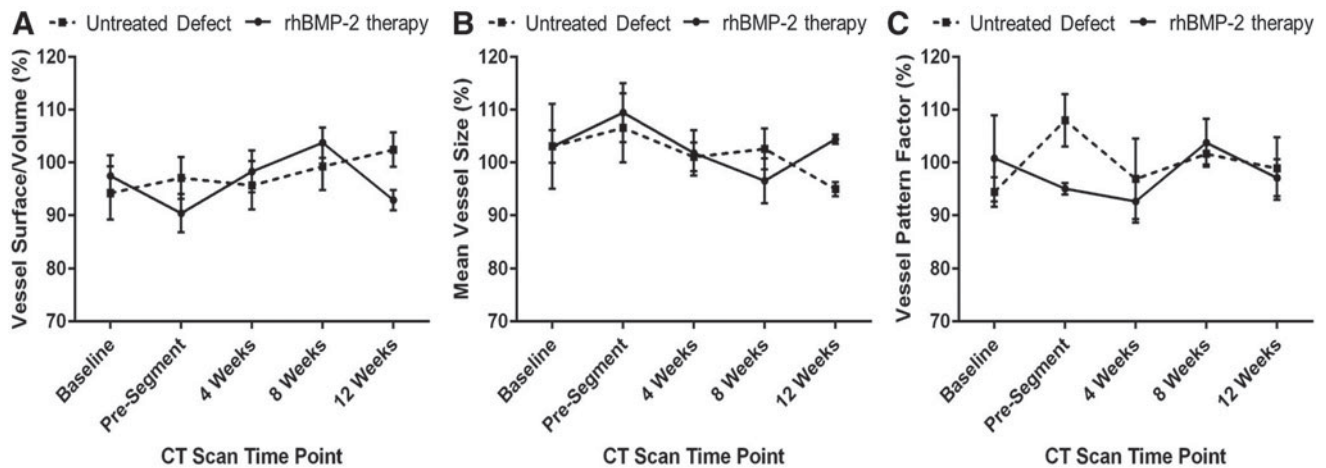 A
Untreated Defect
rhBMP-2 therapy
Vessel Surface/Volume (%)
120
110
100
90
80
70
Baseline
Pre-Segment
4 Weeks
8 Weeks
12 Weeks
CT Scan Time Point
B
Untreated Defect
rhBMP-2 therapy
Mean Vessel Size (%)
120
110
100
90
80
70
Baseline
Pre-Segment
4 Weeks
8 Weeks
12 Weeks
CT Scan Time Point
C
Untreated Defect
rhBMP-2 therapy
Vessel Pattern Factor (%)
120
110
100
90
80
70
Baseline
Pre-Segment
4 Weeks
8 Weeks
12 Weeks
CT Scan Time Point